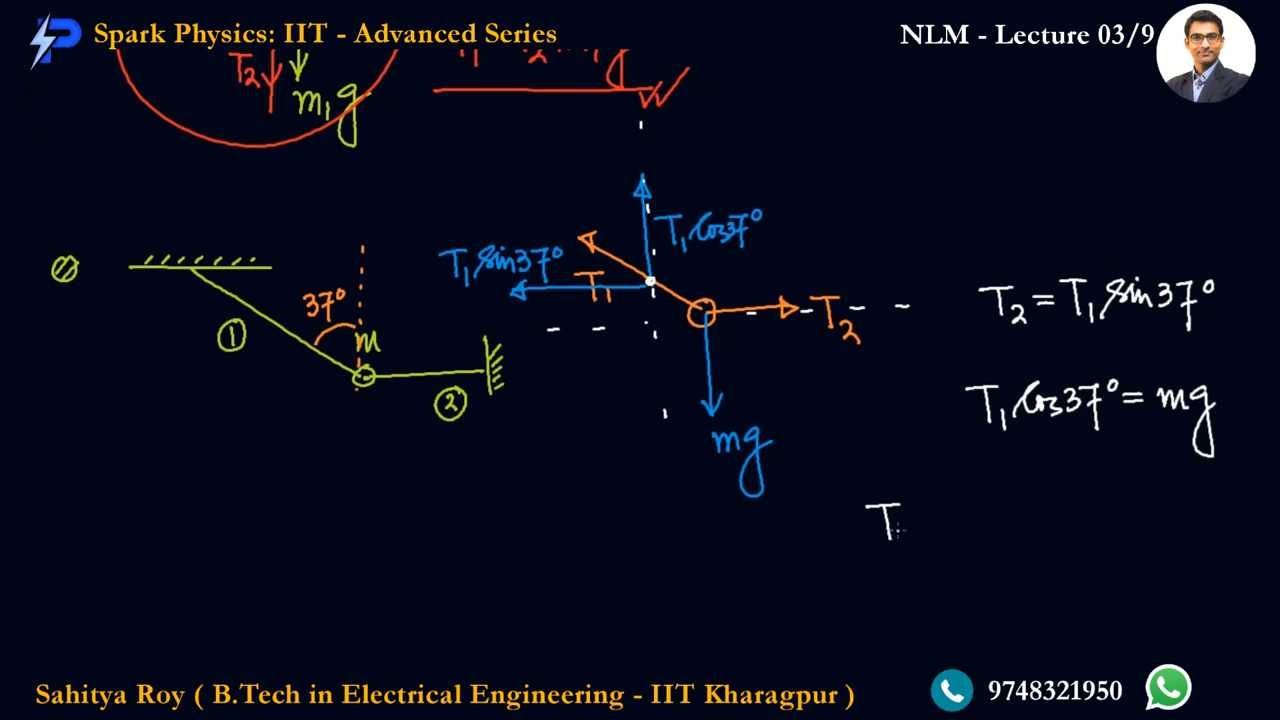 Spark Physics: IIT - Advanced Series
NLM - Lecture 03/9
T₂
m₁g
T₁ sin37°
T₁ cos37°
T₁
T₂
mg
37°
m
①
②
T₂ = T₁ sin37°
T₁ cos37° = mg
T
Sahitya Roy ( B.Tech in Electrical Engineering - IIT Kharagpur )
9748321950